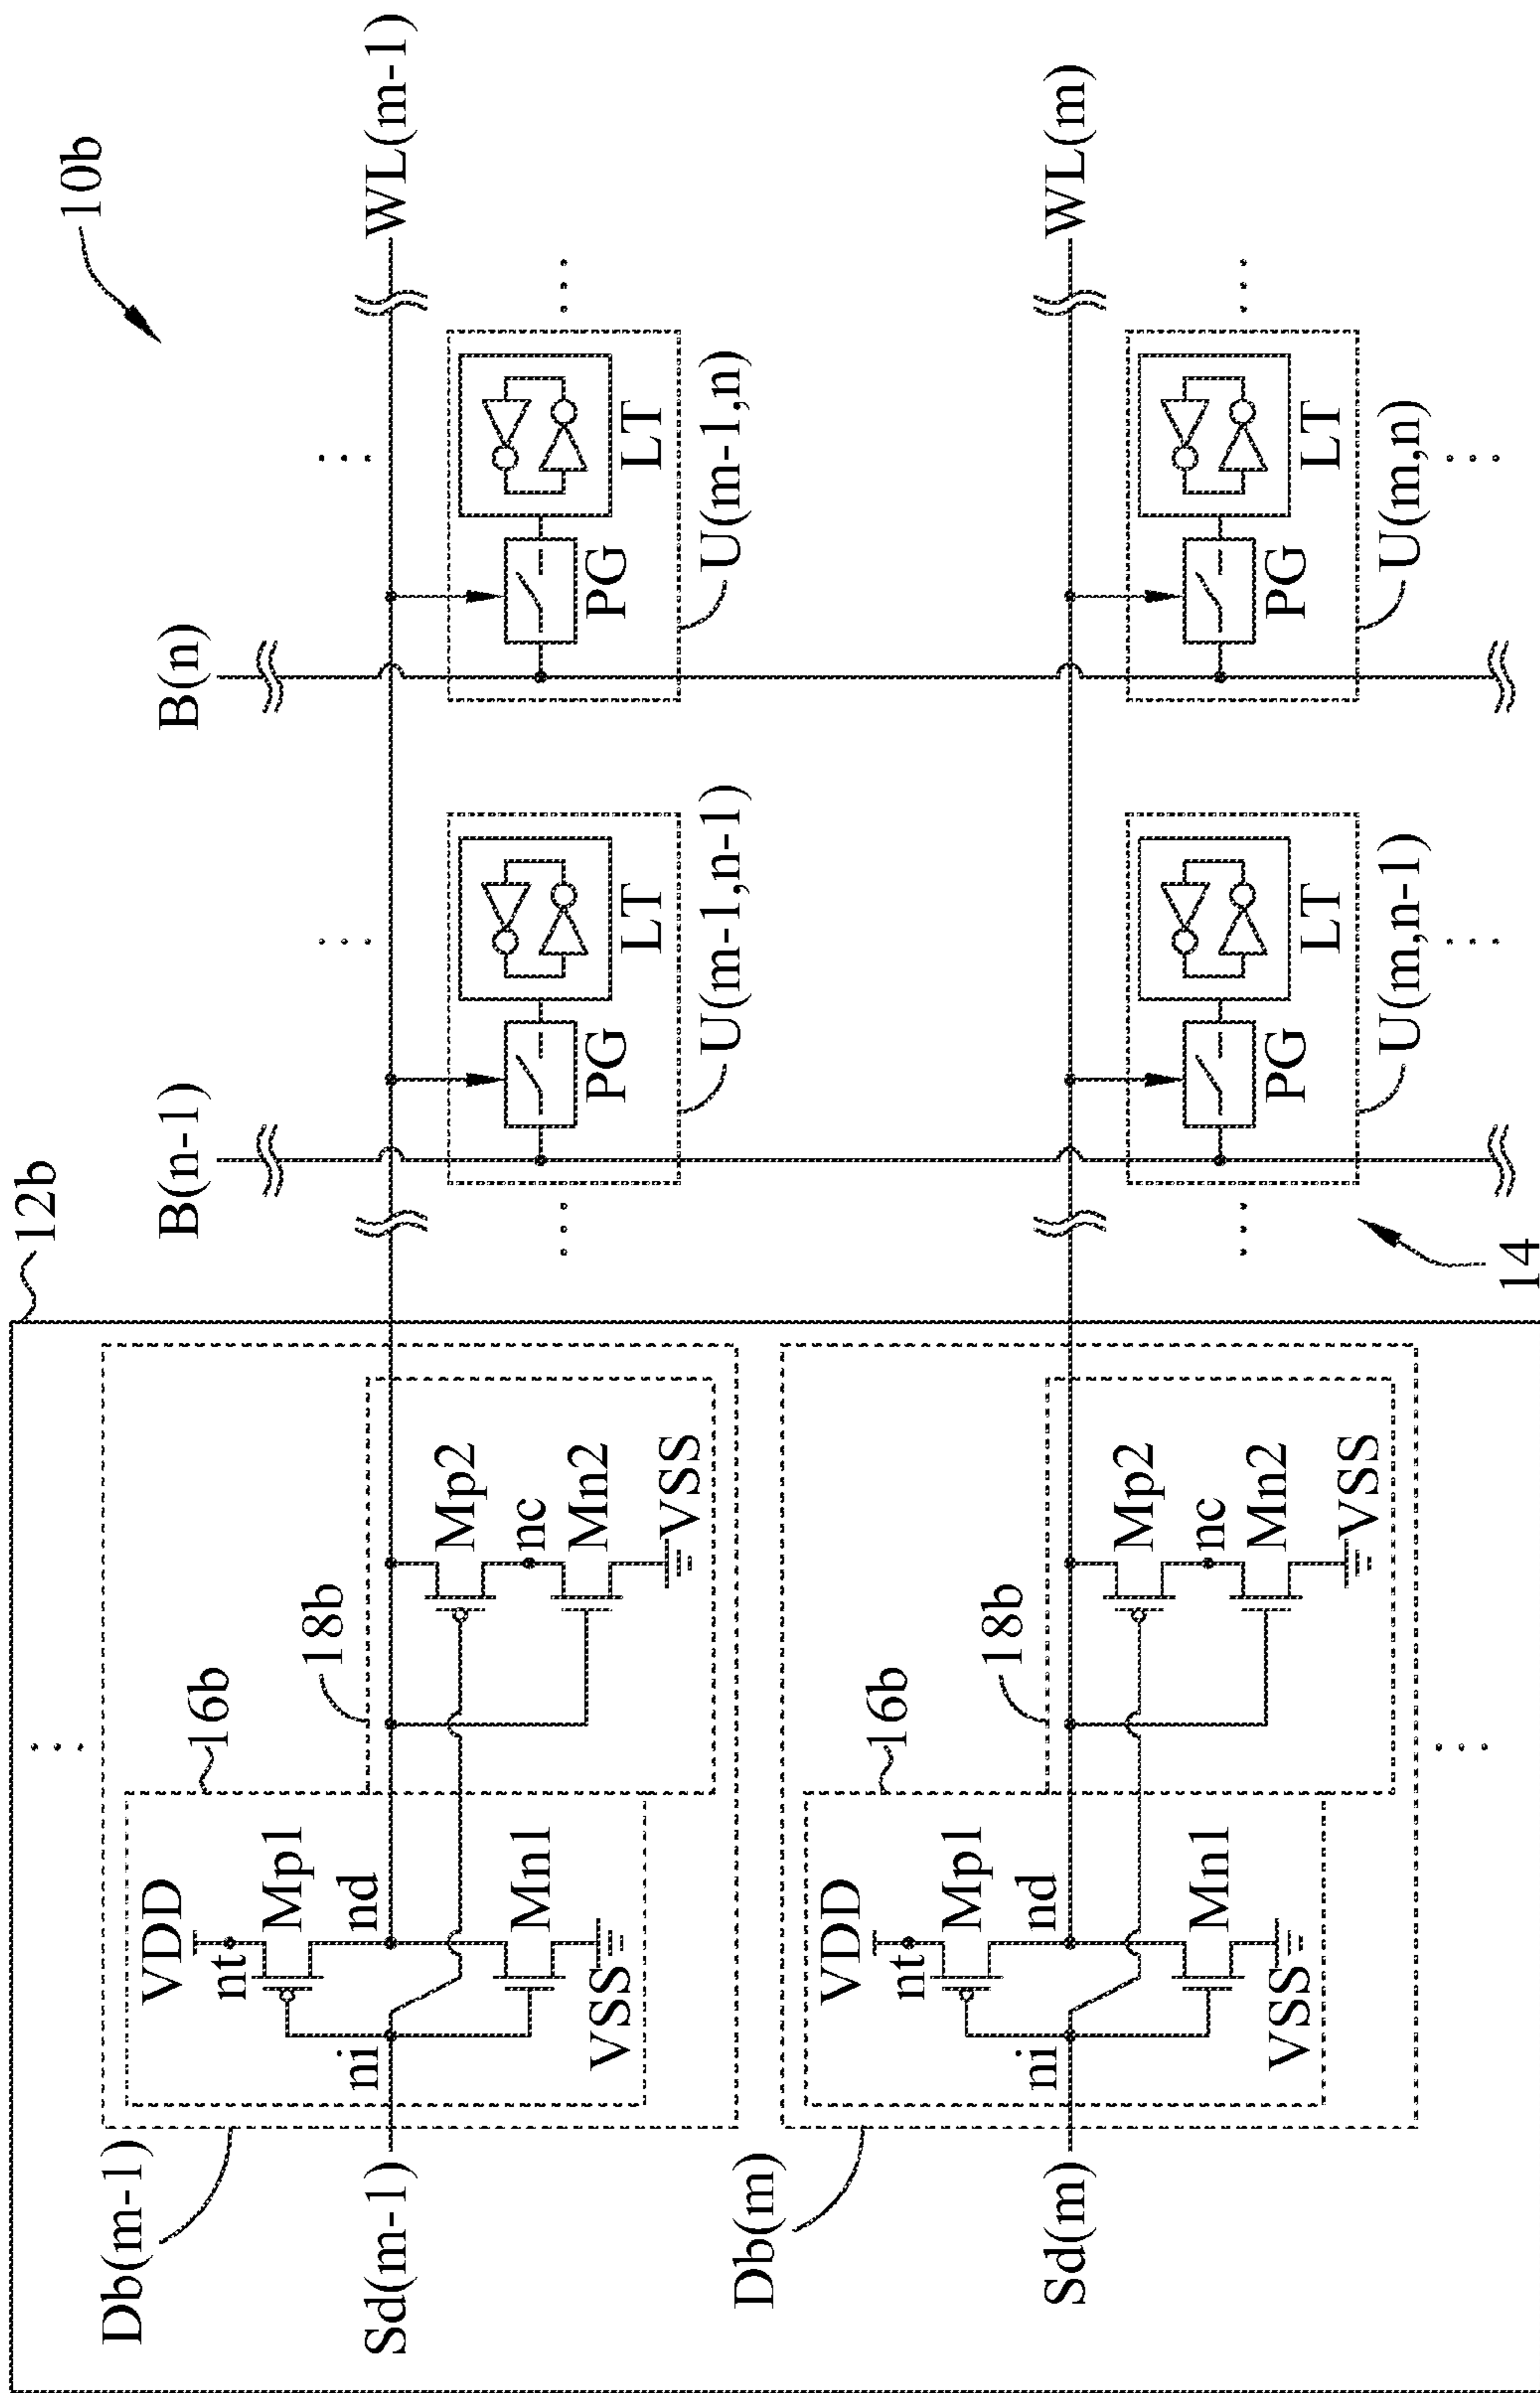 10b
12b
B(n-1)
B(n)
WL(m-1)
Db(m-1)
16b
18b
VDD
nt
Mp1
nd
ni
Sd(m-1)
Mn1
VSS
Mp2
nc
Mn2
VSS
PG
LT
U(m-1,n-1)
PG
LT
U(m-1,n)
WL(m)
Db(m)
16b
18b
VDD
nt
Mp1
nd
ni
Sd(m)
Mn1
VSS
Mp2
nc
Mn2
VSS
PG
LT
U(m,n-1)
PG
LT
U(m,n)
14